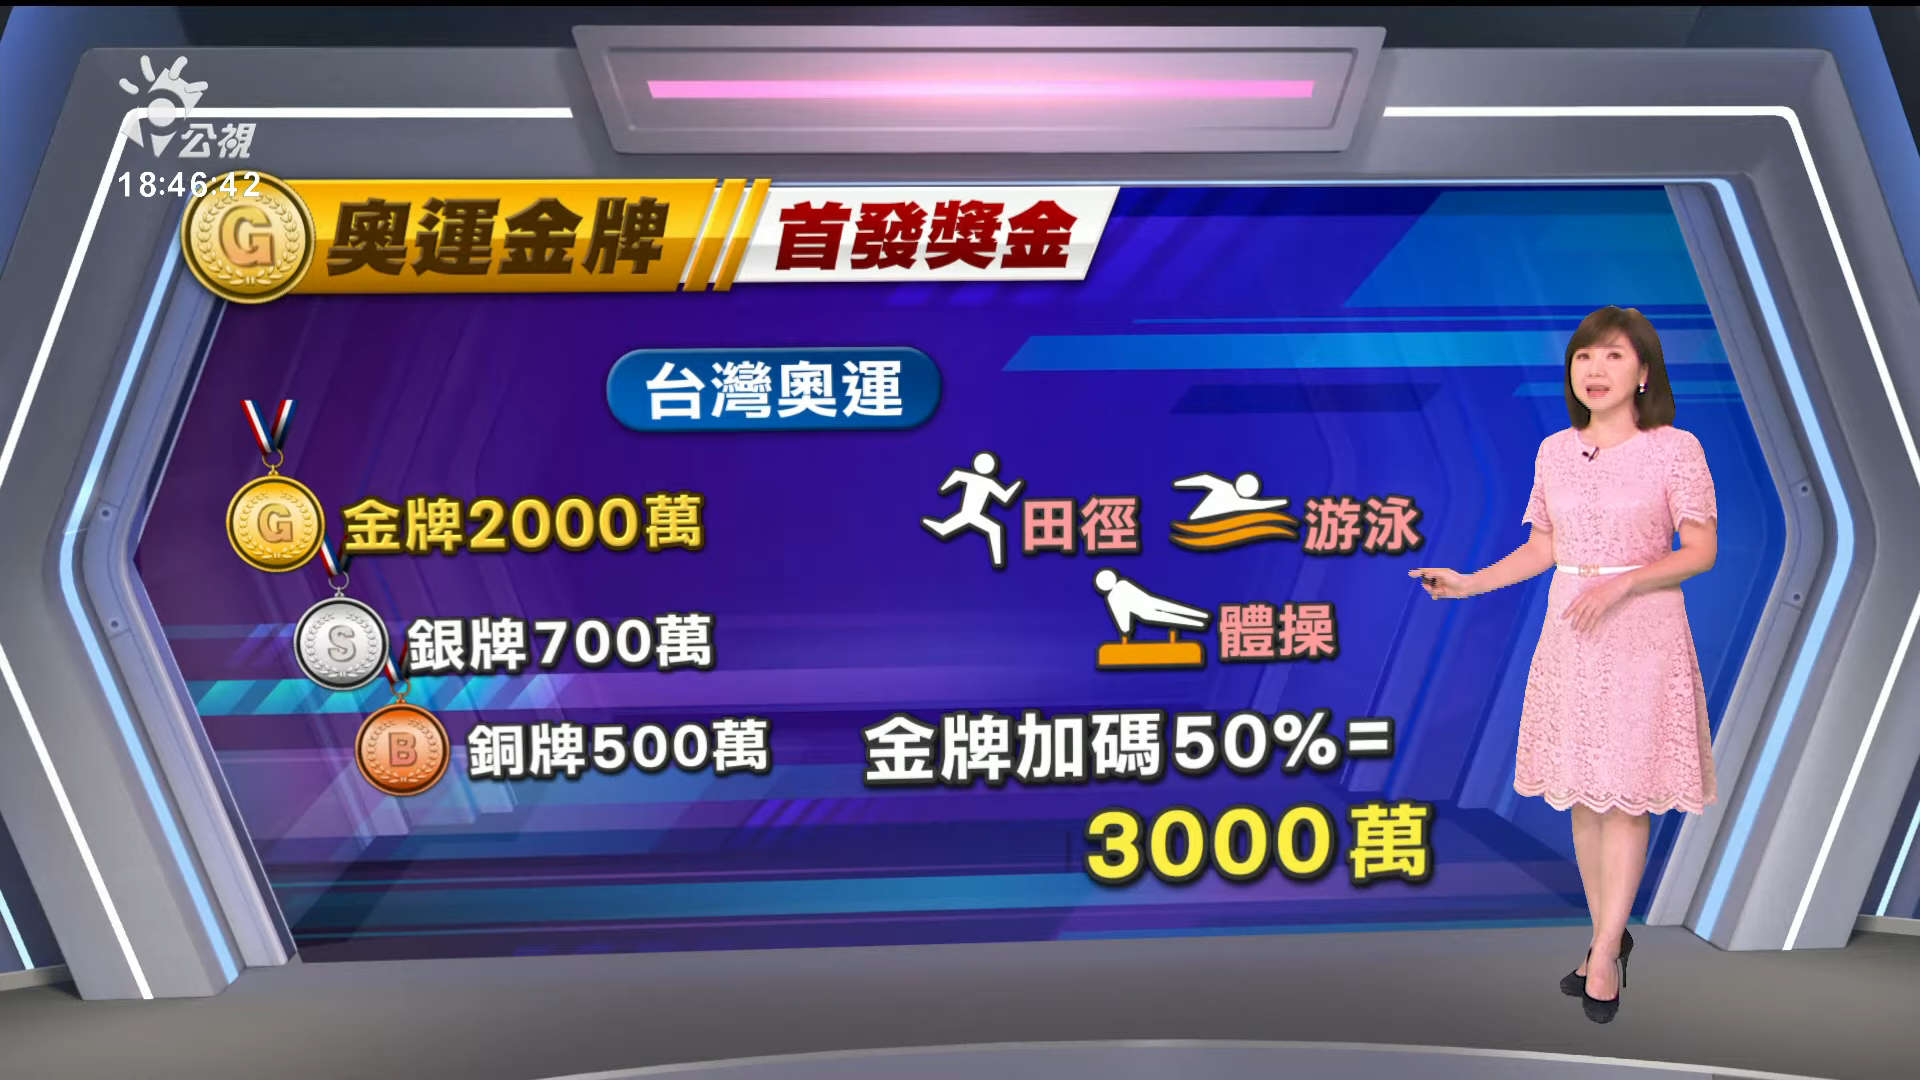 公視
18:46:42
G 奧運金牌 首發獎金
台灣奧運
G 金牌2000萬
田徑 游泳
S 銀牌700萬
體操
B 銅牌500萬
金牌加碼50%=
3000萬